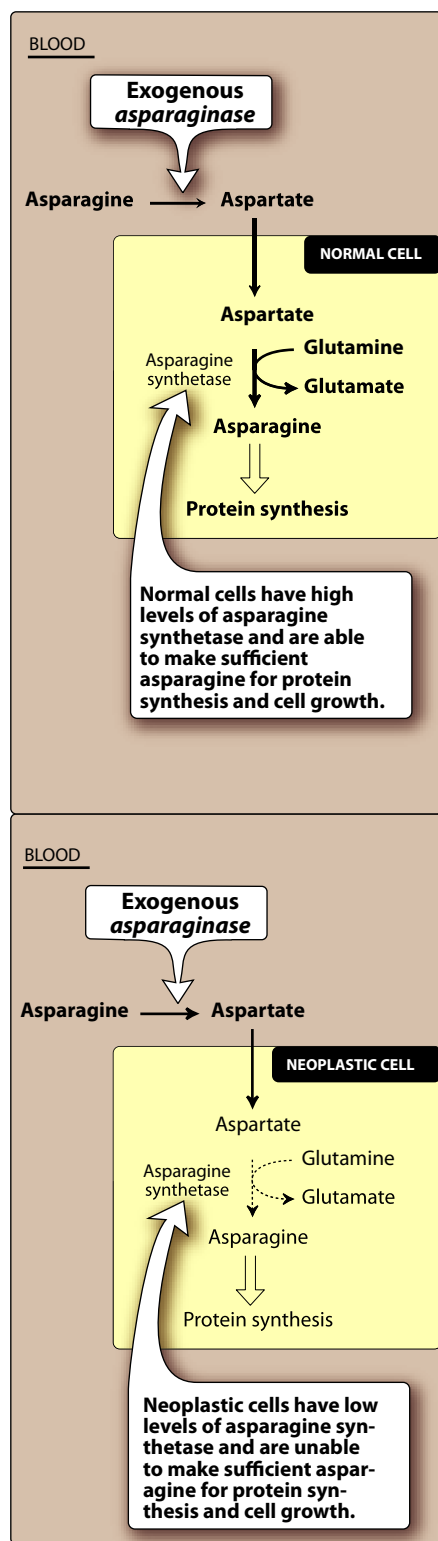 BLOOD
Exogenous
asparaginase
Asparagine
Aspartate
NORMAL CELL
Aspartate
Glutamine
Asparagine
synthetase
Glutamate
Asparagine
Protein synthesis
Normal cells have high
levels of asparagine
synthetase and are able
to make sufficient
asparagine for protein
synthesis and cell growth.
BLOOD
Exogenous
asparaginase
Asparagine
Aspartate
NEOPLASTIC CELL
Aspartate
Glutamine
Asparagine
synthetase
Glutamate
Asparagine
Protein synthesis
Neoplastic cells have low
levels of asparagine syn-
thetase and are unable
to make sufficient aspar-
agine for protein syn-
thesis and cell growth.